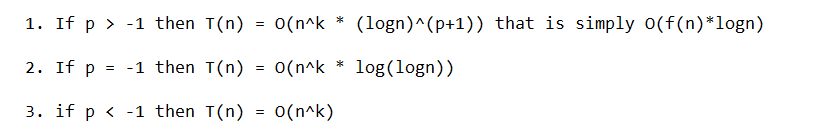 1. If p > -1 then T(n) = O(n^k * (logn)^(p+1)) that is simply O(f(n)*logn)
2. If p = -1 then T(n) = O(n^k * log(logn))
3. if p < -1 then T(n) = O(n^k)